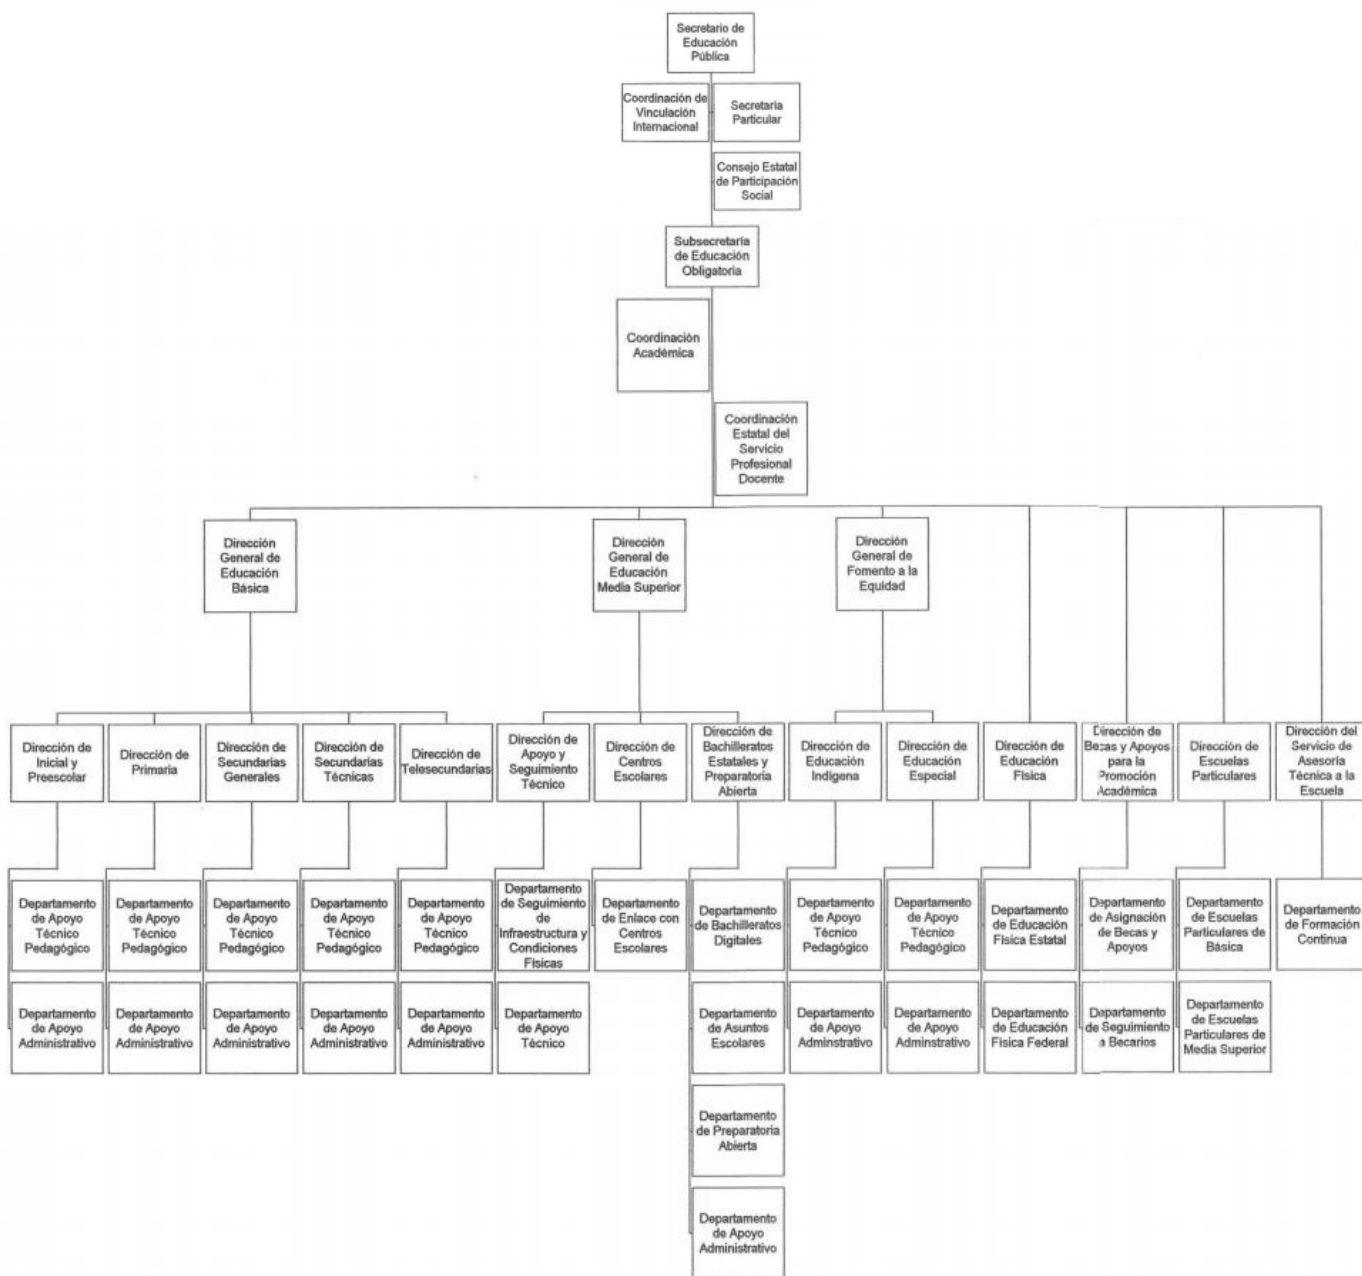 Secretario de
Educación
Pública
Coordinación de
Vinculación
Internacional
Secretaria
Particular
Consejo Estatal
de Participación
Social
Subsecretaría
de Educación
Obligatoria
Coordinación
Académica
Coordinación
Estatal del
Servicio
Profesional
Docente
Dirección
General de
Educación
Básica
Dirección
General de
Educación
Media Superior
Dirección
General de
Fomento a la
Equidad
Dirección de
Inicial y
Preescolar
Dirección de
Primaria
Dirección de
Secundarias
Generales
Dirección de
Secundarias
Técnicas
Dirección de
Telesecundarias
Dirección de
Apoyo y
Seguimiento
Técnico
Dirección de
Centros
Escolares
Dirección de
Bachilleratos
Estatales y
Preparatoria
Abierta
Dirección de
Educación
Indígena
Dirección de
Educación
Especial
Dirección de
Educación
Física
Dirección de
Becas y Apoyos
para la
Promoción
Académica
Dirección de
Escuelas
Particulares
Dirección del
Servicio de
Asesoría
Técnica a la
Escuela
Departamento
de Apoyo
Técnico
Pedagógico
Departamento
de Apoyo
Técnico
Pedagógico
Departamento
de Apoyo
Técnico
Pedagógico
Departamento
de Apoyo
Técnico
Pedagógico
Departamento
de Apoyo
Técnico
Pedagógico
Departamento
de Seguimiento
de
Infraestructura y
Condiciones
Físicas
Departamento
de Enlace con
Centros
Escolares
Departamento
de Bachilleratos
Digitales
Departamento
de Apoyo
Técnico
Pedagógico
Departamento
de Apoyo
Técnico
Pedagógico
Departamento
de Educación
Física Estatal
Departamento
de Asignación
de Becas y
Apoyos
Departamento
de Escuelas
Particulares de
Básica
Departamento
de Formación
Continua
Departamento
de Apoyo
Administrativo
Departamento
de Apoyo
Administrativo
Departamento
de Apoyo
Administrativo
Departamento
de Apoyo
Administrativo
Departamento
de Apoyo
Administrativo
Departamento
de Apoyo
Técnico
Departamento
de Asuntos
Escolares
Departamento
de Apoyo
Adminstrativo
Departamento
de Apoyo
Adminstrativo
Departamento
de Educación
Física Federal
Departamento
de Seguimiento
a Becarios
Departamento
de Escuelas
Particulares de
Media Superior
Departamento
de Preparatoria
Abierta
Departamento
de Apoyo
Administrativo